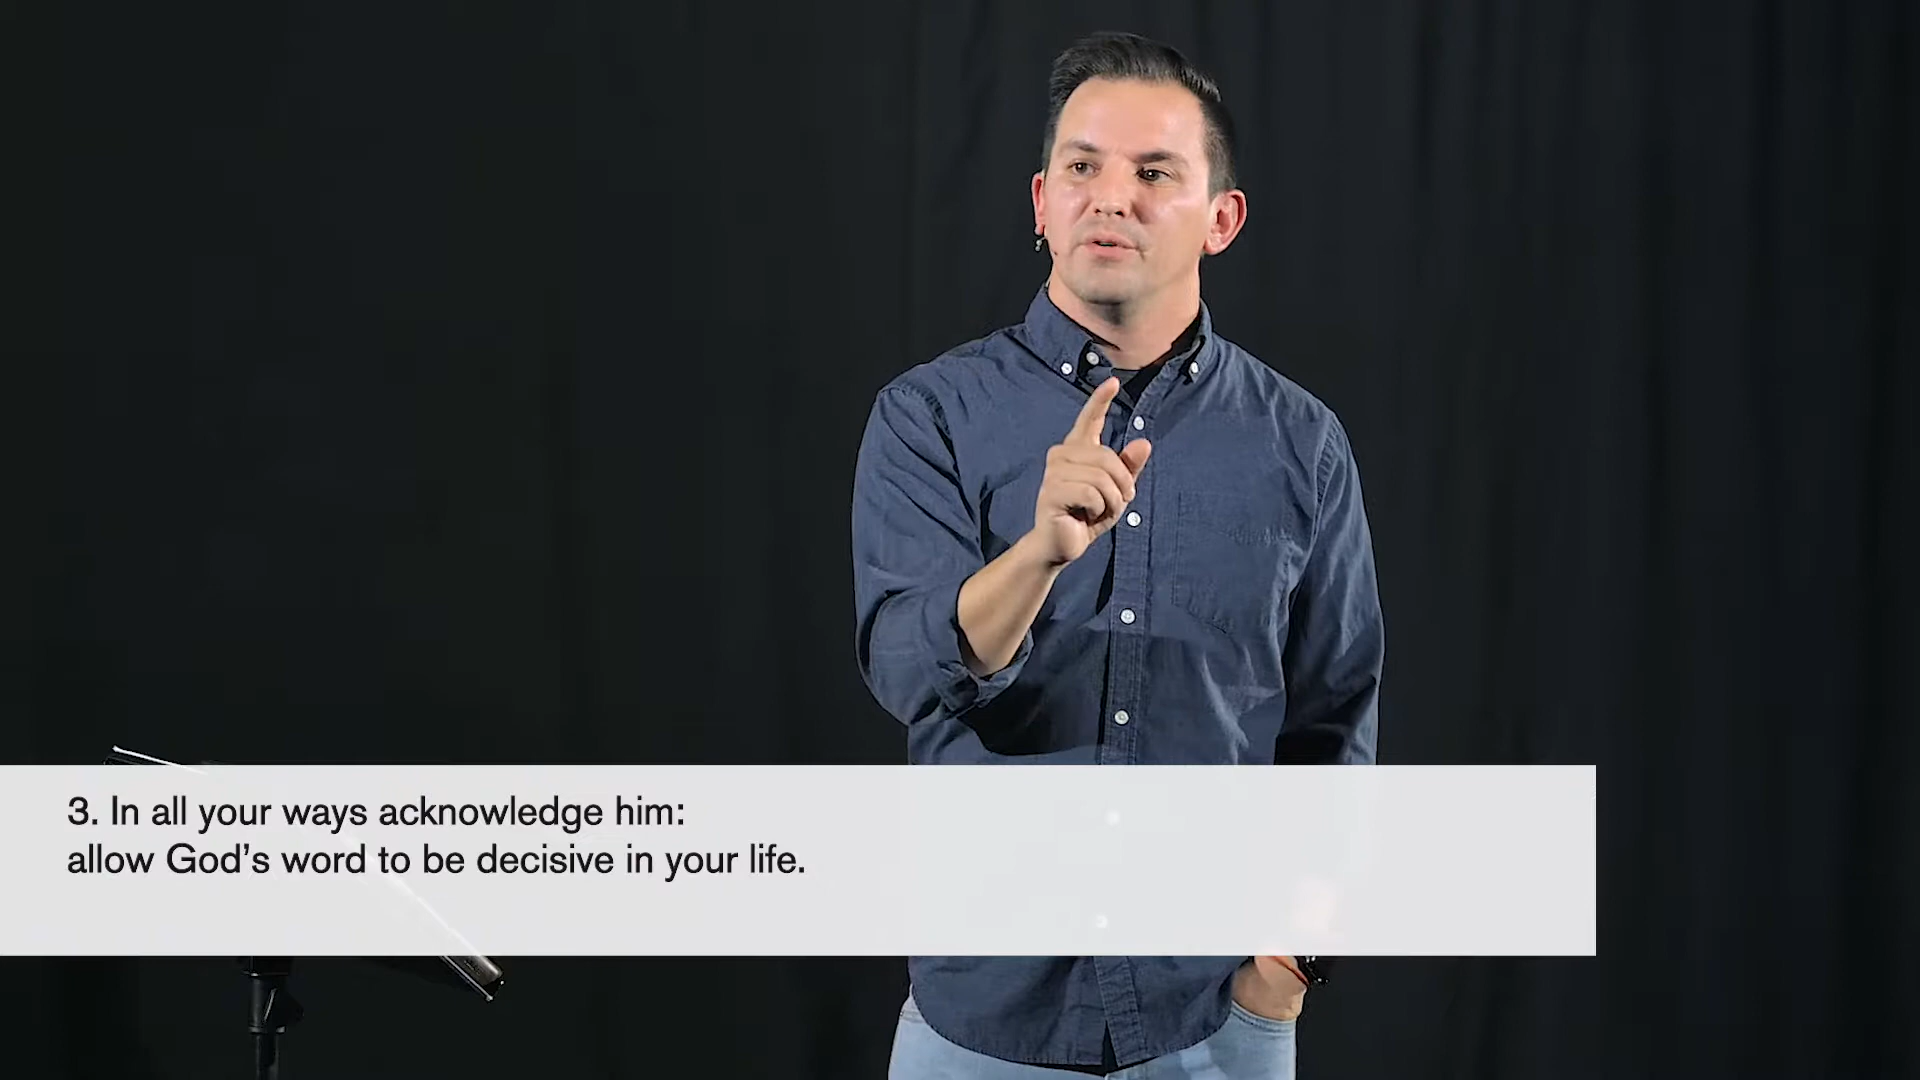 3. In all your ways acknowledge him:
allow God’s word to be decisive in your life.